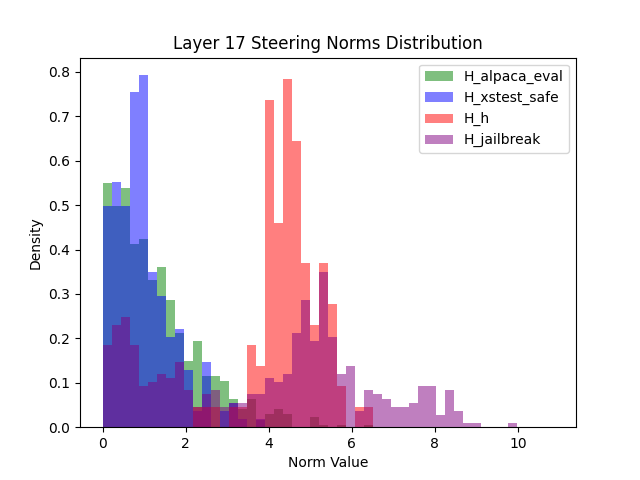 Layer 17 Steering Norms Distribution
H_alpaca_eval
H_xstest_safe
H_h
H_jailbreak
Density
0.8
0.7
0.6
0.5
0.4
0.3
0.2
0.1
0.0
0 2 4 6 8 10
Norm Value